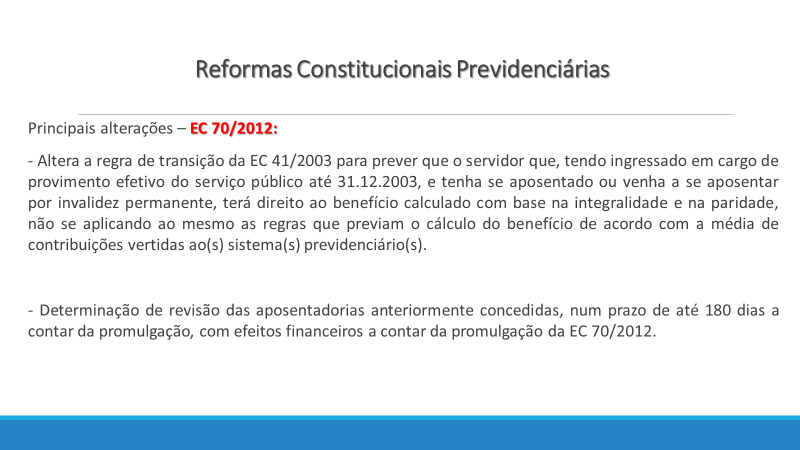 Reformas Constitucionais Previdenciárias
Principais alterações – EC 70/2012:
- Altera a regra de transição da EC 41/2003 para prever que o servidor que, tendo ingressado em cargo de
provimento efetivo do serviço público até 31.12.2003, e tenha se aposentado ou venha a se aposentar
por invalidez permanente, terá direito ao benefício calculado com base na integralidade e na paridade,
não se aplicando ao mesmo as regras que previam o cálculo do benefício de acordo com a média de
contribuições vertidas ao(s) sistema(s) previdenciário(s).
- Determinação de revisão das aposentadorias anteriormente concedidas, num prazo de até 180 dias a
contar da promulgação, com efeitos financeiros a contar da promulgação da EC 70/2012.